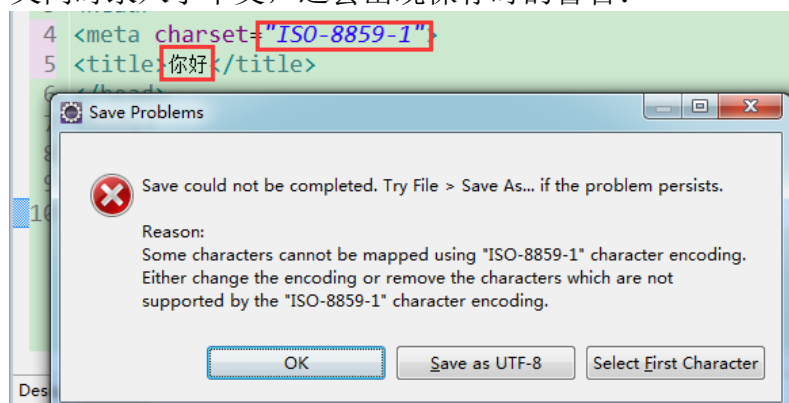 4 <meta charset="ISO-8859-1">
5 <title>你好</title>
Save Problems
Save could not be completed. Try File > Save As... if the problem persists.
Reason:
Some characters cannot be mapped using "ISO-8859-1" character encoding.
Either change the encoding or remove the characters which are not
supported by the "ISO-8859-1" character encoding.
10
OK Save as UTF-8 Select First Character
Des